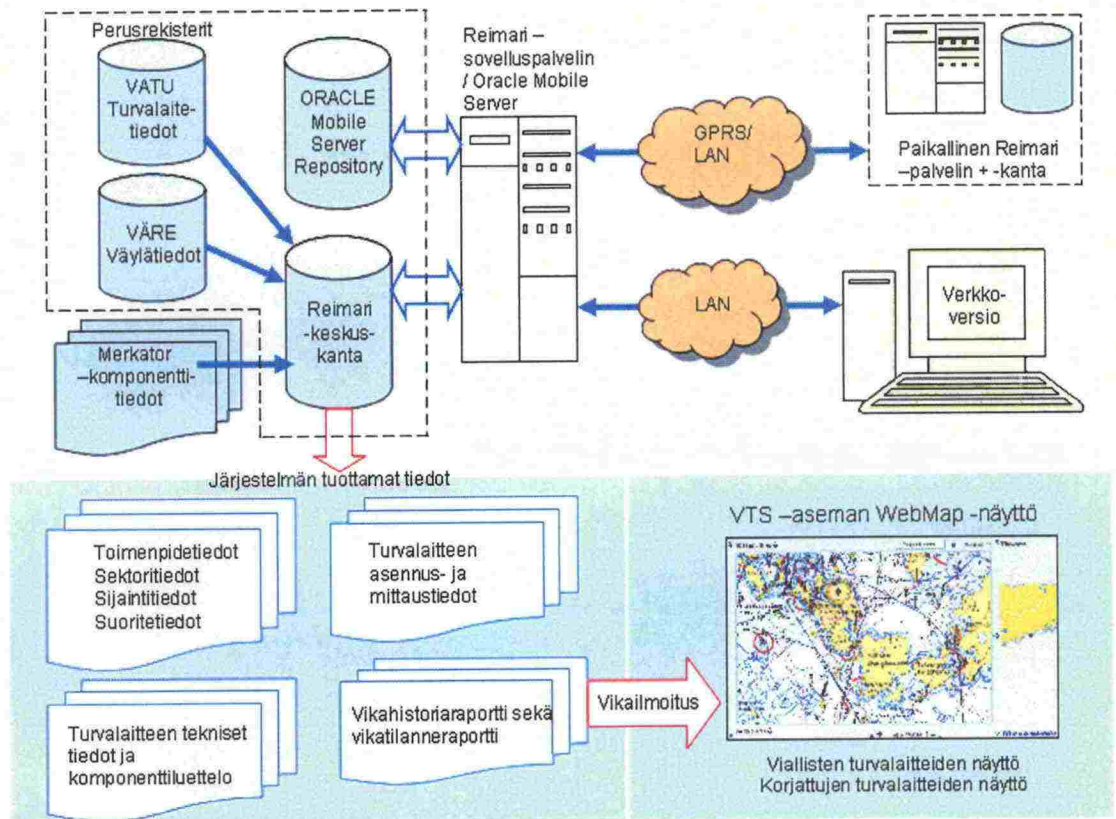 Perusrekisterit
VATU
Turvalaite-
tiedot
ORACLE
Mobile
Server
Repository
VÄRE
Väylätiedot
Reimari
-keskus-
kanta
Merkator
–komponentti-
tiedot
Reimari –
sovelluspalvelin
/ Oracle Mobile
Server
GPRS/
LAN
Paikallinen Reimari
–palvelin + -kanta
LAN
Verkko-
versio
Järjestelmän tuottamat tiedot
Toimenpidetiedot
Sektoritiedot
Sijaintitiedot
Suoritetiedot
Turvalaitteen
asennus- ja
mittaustiedot
Turvalaitteen tekniset
tiedot ja
komponenttiluettelo
Vikahistoriaraportti sekä
vikatilanneraportti
Vikailmoitus
VTS –aseman WebMap -näyttö
Viallisten turvalaitteiden näyttö
Korjattujen turvalaitteiden näyttö